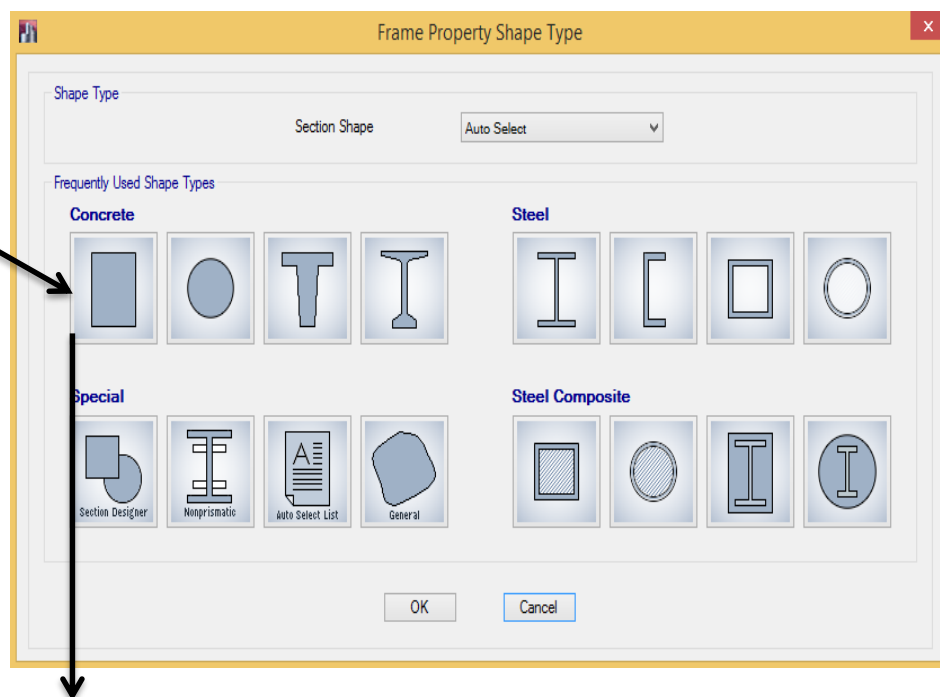 Frame Property Shape Type
x
Shape Type
Section Shape
Auto Select
Frequently Used Shape Types
Concrete
Steel
Special
Steel Composite
A
Section Designer
Nonprismatic
Auto Select List
General
I
OK
Cancel